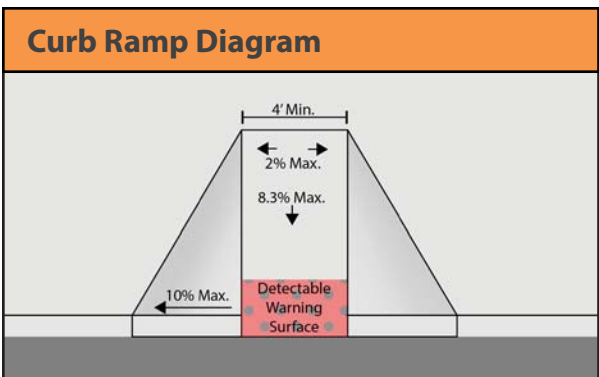 Curb Ramp Diagram
4' Min.
2% Max.
8.3% Max.
10% Max.
Detectable
Warning
Surface